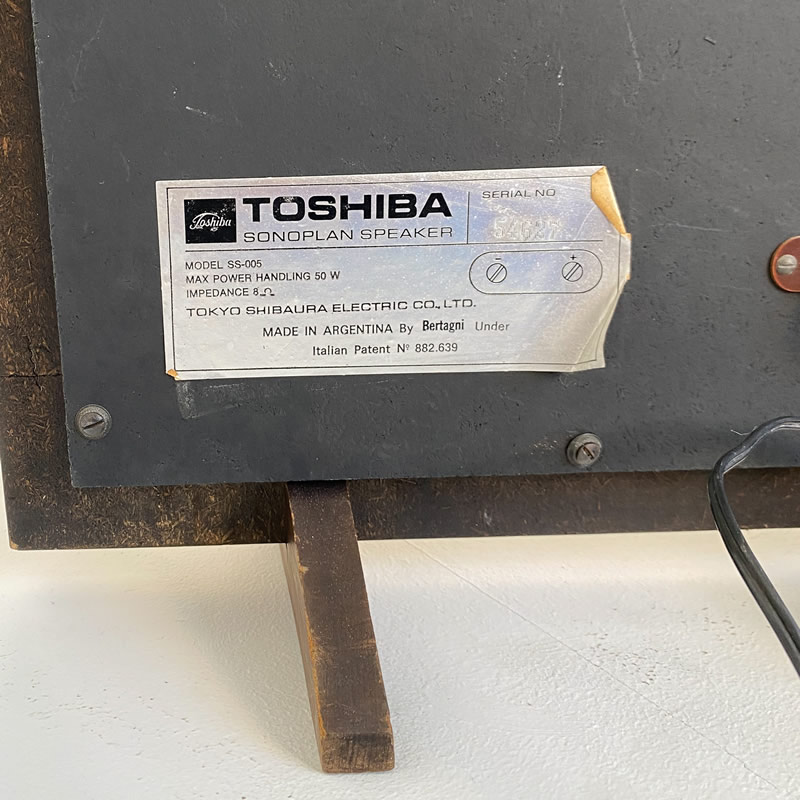 Toshiba TOSHIBA
SONOPLAN SPEAKER
SERIAL NO
- +
MODEL SS-005
MAX POWER HANDLING 50 W
IMPEDANCE 8 Ω
TOKYO SHIBAURA ELECTRIC CO., LTD.
MADE IN ARGENTINA By Bertagni Under
Italian Patent Nº 882.639